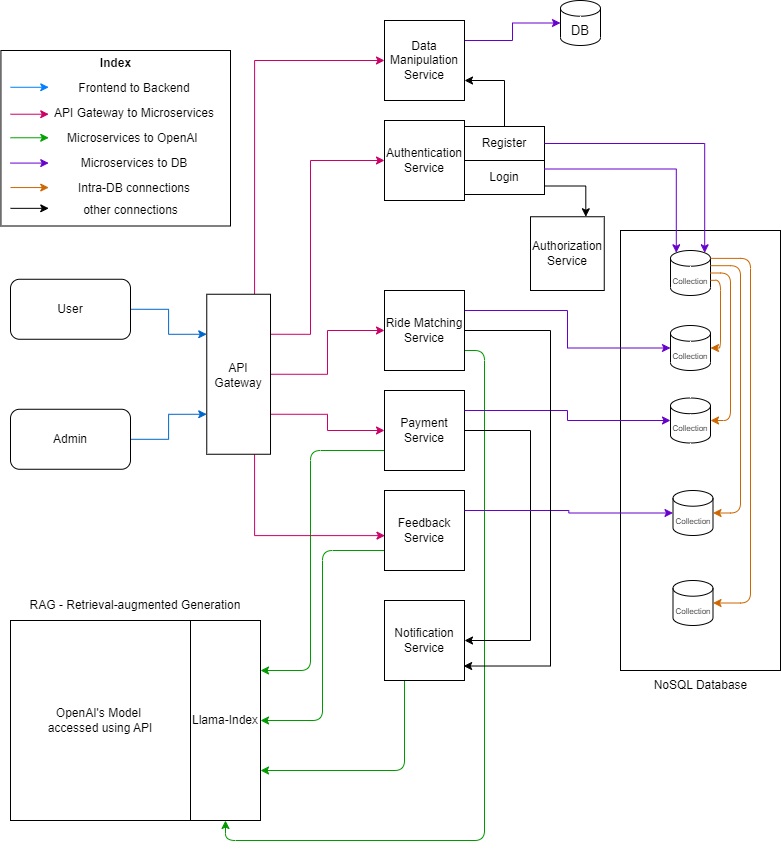 DB
Data
Manipulation
Service
Index
Frontend to Backend
API Gateway to Microservices
Microservices to OpenAI
Microservices to DB
Intra-DB connections
other connections
Authentication
Service
Register
Login
Authorization
Service
Collection
User
Ride Matching
Service
Collection
API
Gateway
Admin
Payment
Service
Collection
Feedback
Service
Collection
RAG - Retrieval-augmented Generation
Notification
Service
Collection
NoSQL Database
OpenAI's Model
accessed using API
Llama-Index